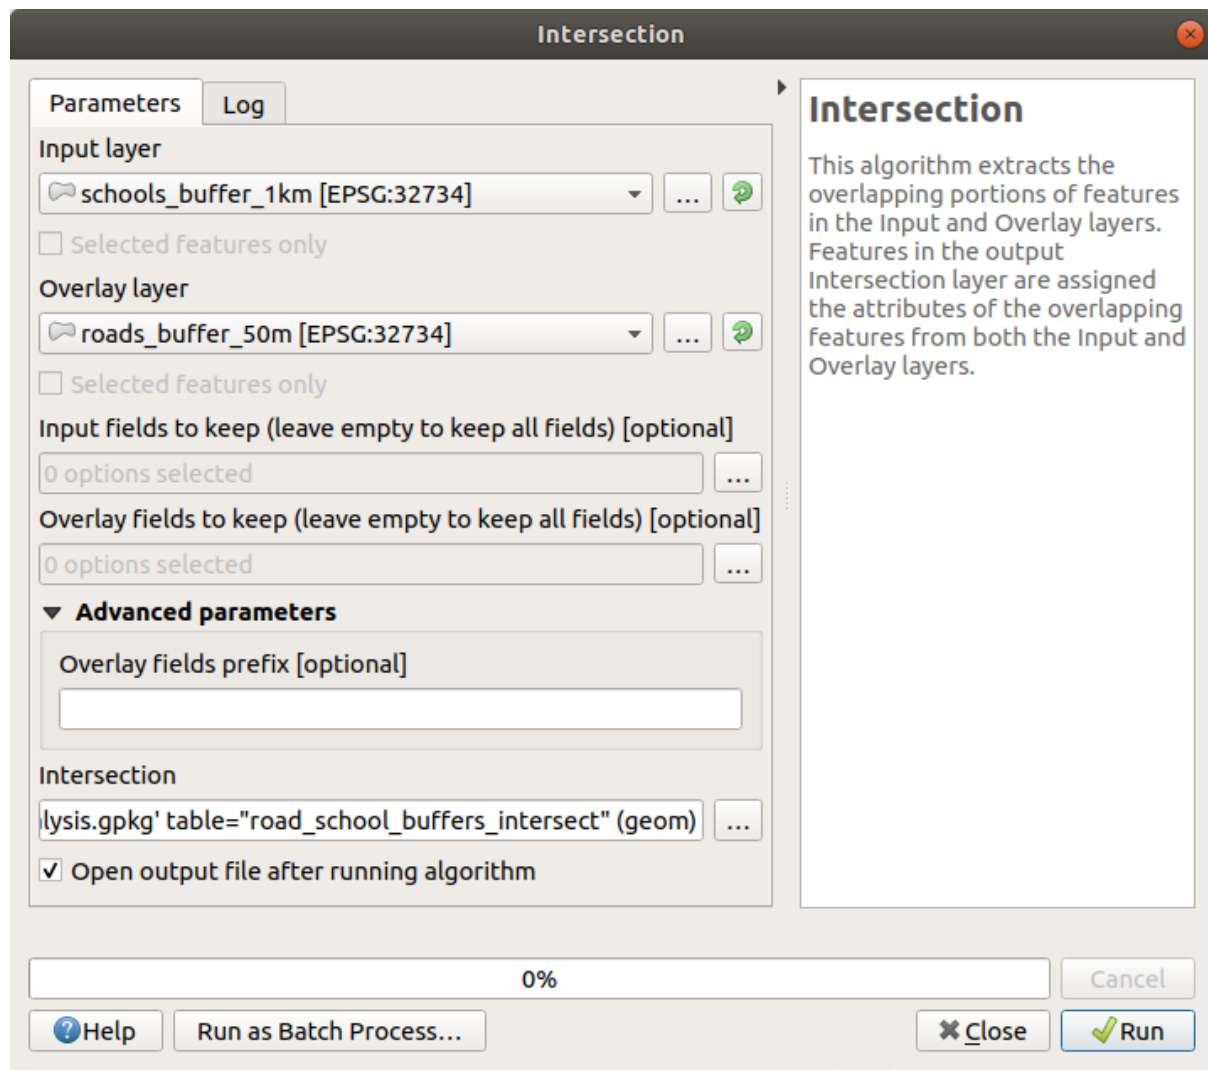 Intersection
Parameters
Log
Input layer
schools_buffer_1km [EPSG:32734]
...
Selected features only
Overlay layer
roads_buffer_50m [EPSG:32734]
...
Selected features only
Input fields to keep (leave empty to keep all fields) [optional]
0 options selected
...
Overlay fields to keep (leave empty to keep all fields) [optional]
0 options selected
...
Advanced parameters
Overlay fields prefix [optional]
Intersection
lysis.gpkg' table="road_school_buffers_intersect" (geom)
...
Open output file after running algorithm
Intersection
This algorithm extracts the
overlapping portions of features
in the Input and Overlay layers.
Features in the output
Intersection layer are assigned
the attributes of the overlapping
features from both the Input and
Overlay layers.
0%
Cancel
Help
Run as Batch Process...
Close
Run